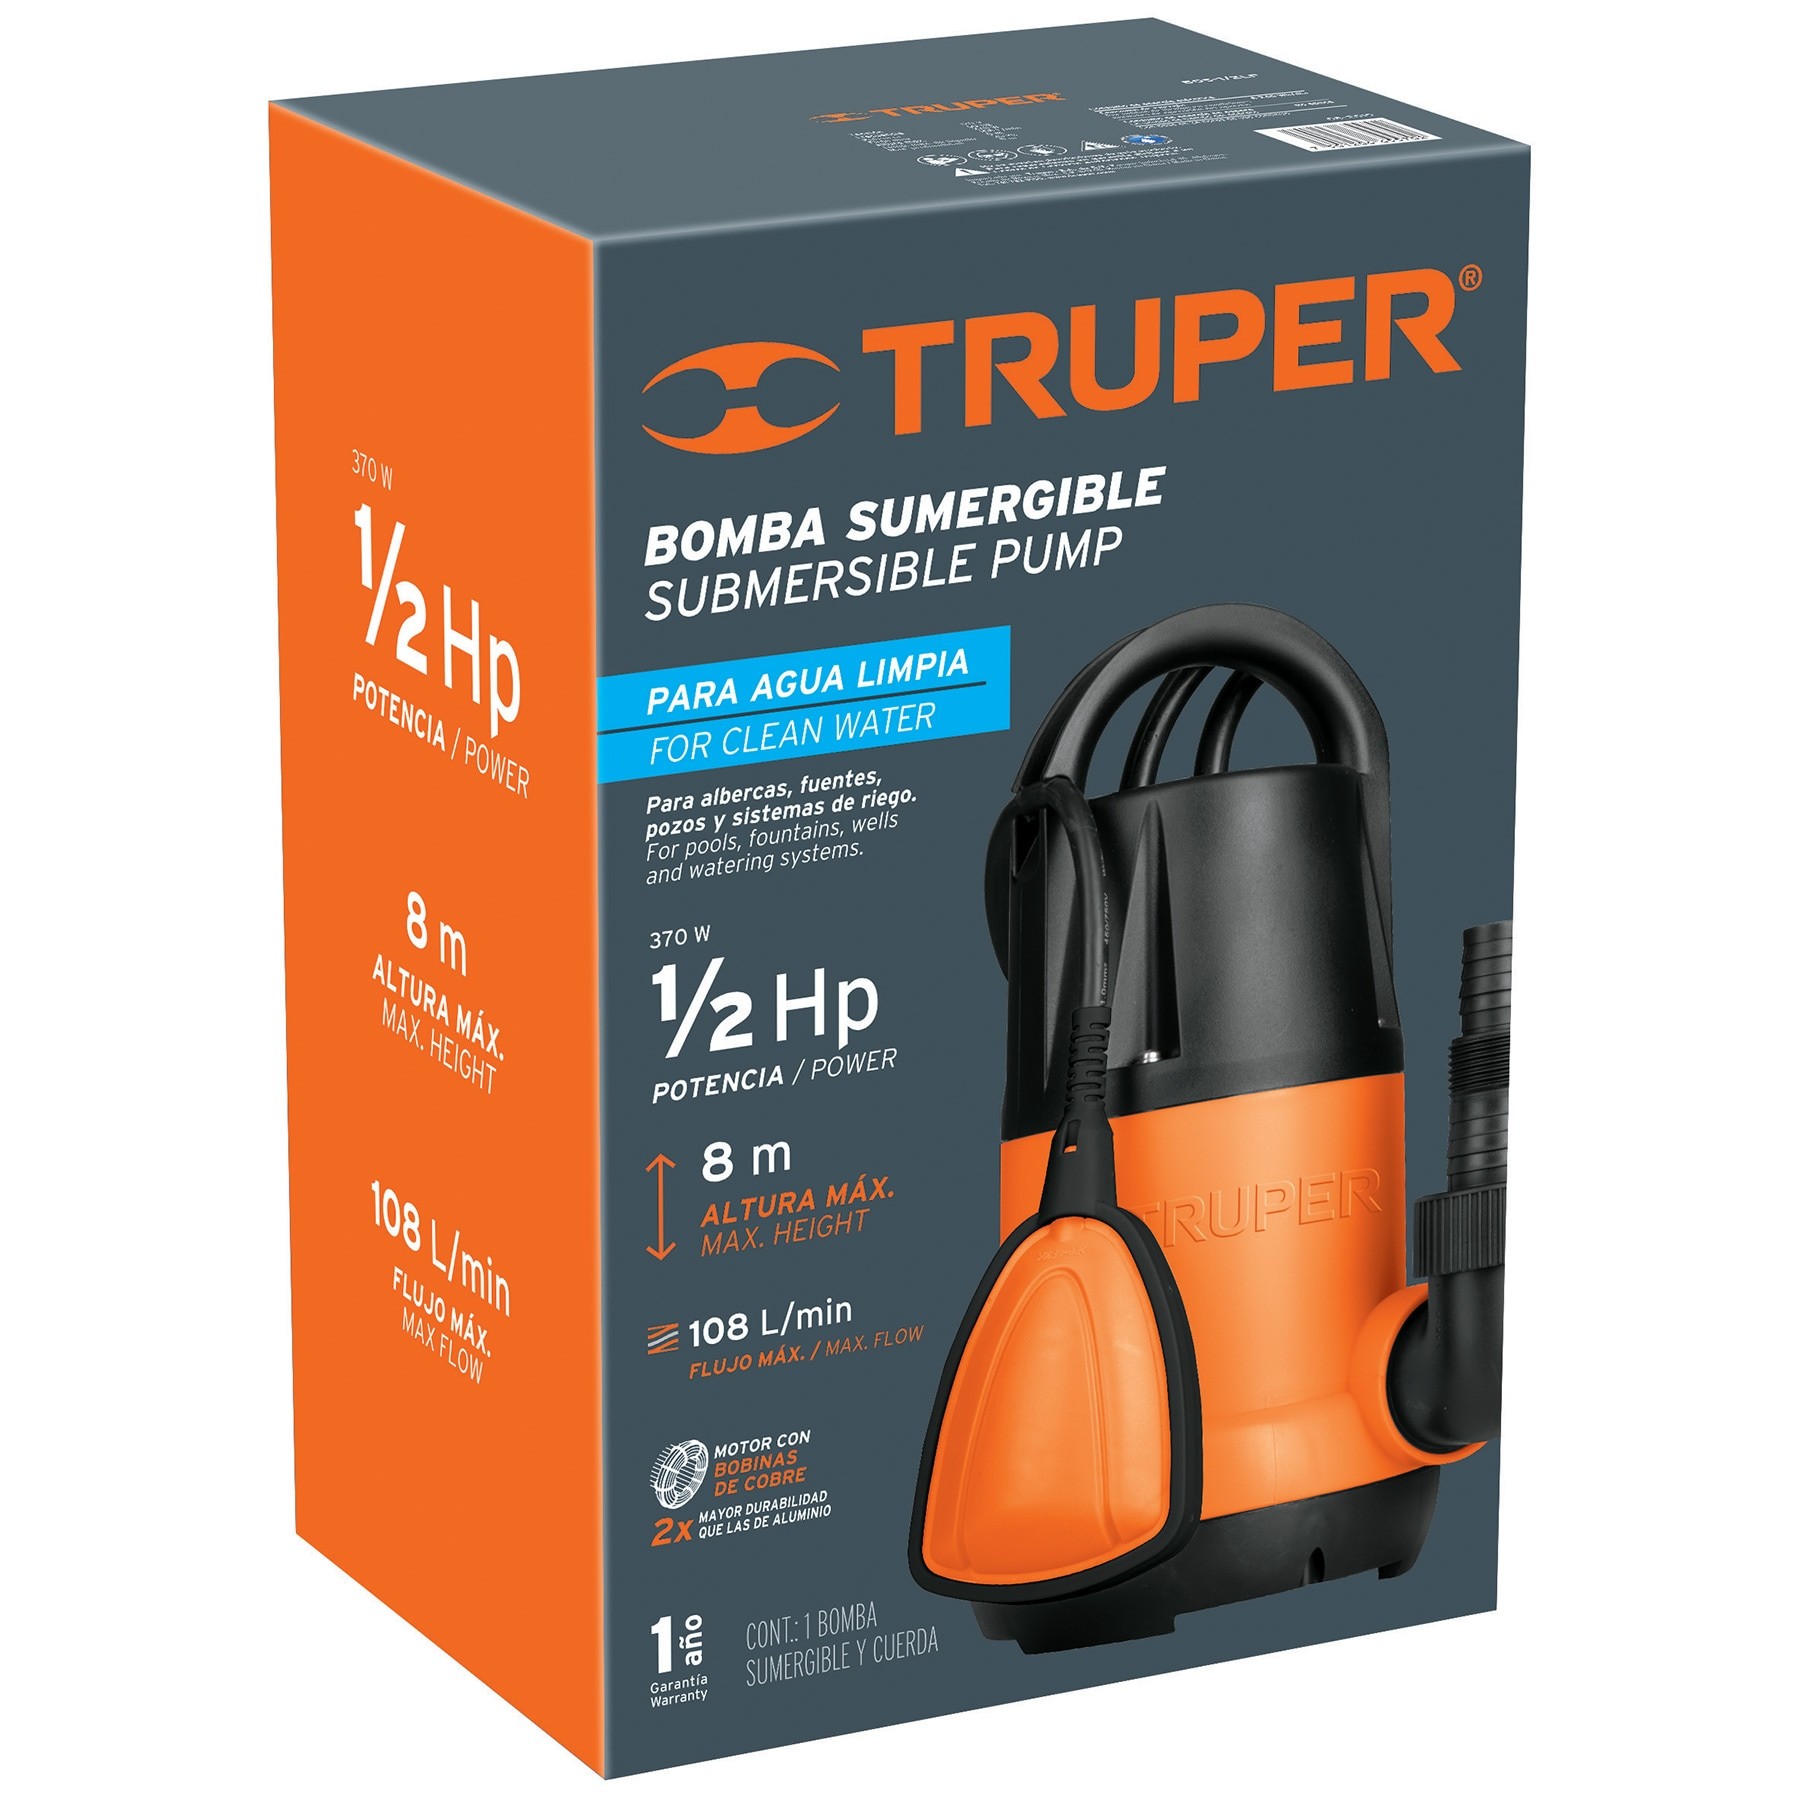 TRUPER
TRUPER®
BOMBA SUMERGIBLE
SUBMERSIBLE PUMP
PARA AGUA LIMPIA
FOR CLEAN WATER
Para albercas, fuentes,
pozos y sistemas de riego.
For pools, fountains, wells
and watering systems.
370 W
1/2 Hp
POTENCIA / POWER
8 m
ALTURA MÁX.
MAX. HEIGHT
108 L/min
FLUJO MÁX. / MAX. FLOW
MOTOR CON
BOBINAS
DE COBRE
2X MAYOR DURABILIDAD
QUE LAS DE ALUMINIO
1 año
Garantía
Warranty
CONT.: 1 BOMBA
SUMERGIBLE Y CUERDA
TRUPER
370 W
1/2 Hp
POTENCIA / POWER
8 m
ALTURA MÁX.
MAX. HEIGHT
108 L/min
FLUJO MÁX.
MAX FLOW